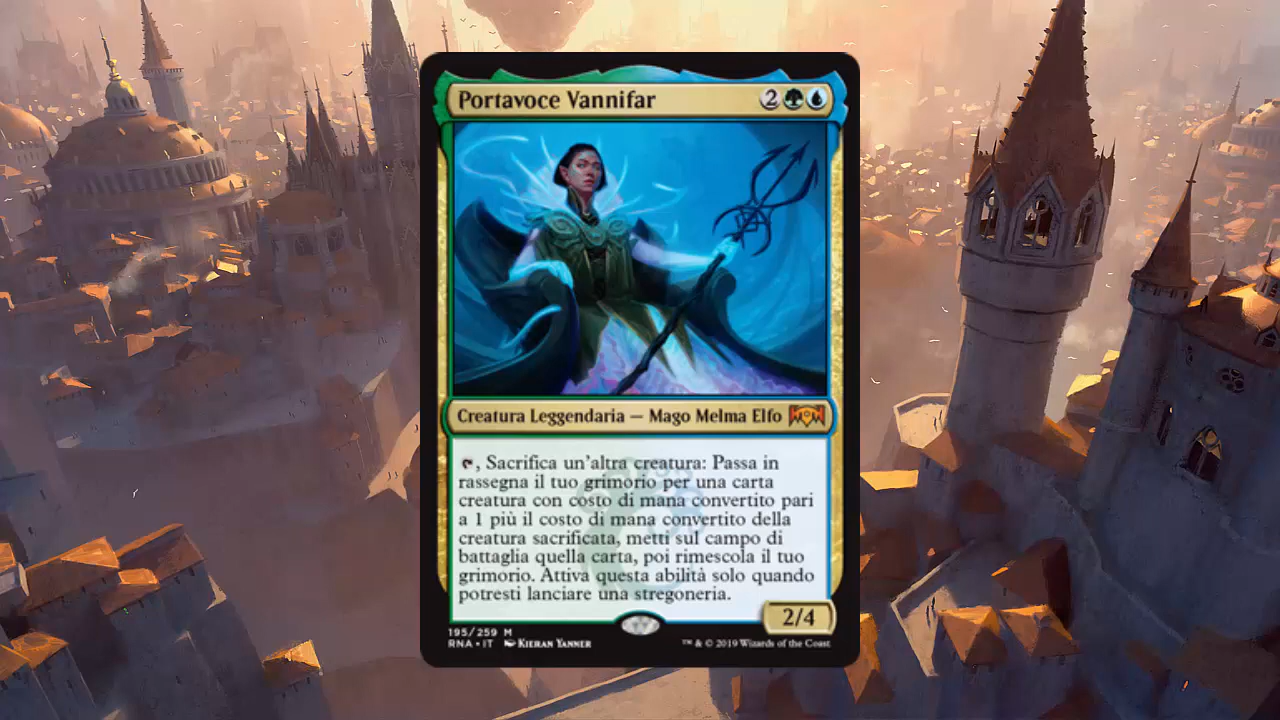 Portavoce Vannifar 2
Creatura Leggendaria — Mago Melma Elfo
, Sacrifica un'altra creatura: Passa in
rassegna il tuo grimorio per una carta
creatura con costo di mana convertito pari
a 1 più il costo di mana convertito della
creatura sacrificata, metti sul campo di
battaglia quella carta, poi rimescola il tuo
grimorio. Attiva questa abilità solo quando
potresti lanciare una stregoneria.
2/4
195/259 M
RNA • IT Kieran Yanner ™ & © 2019 Wizards of the Coast